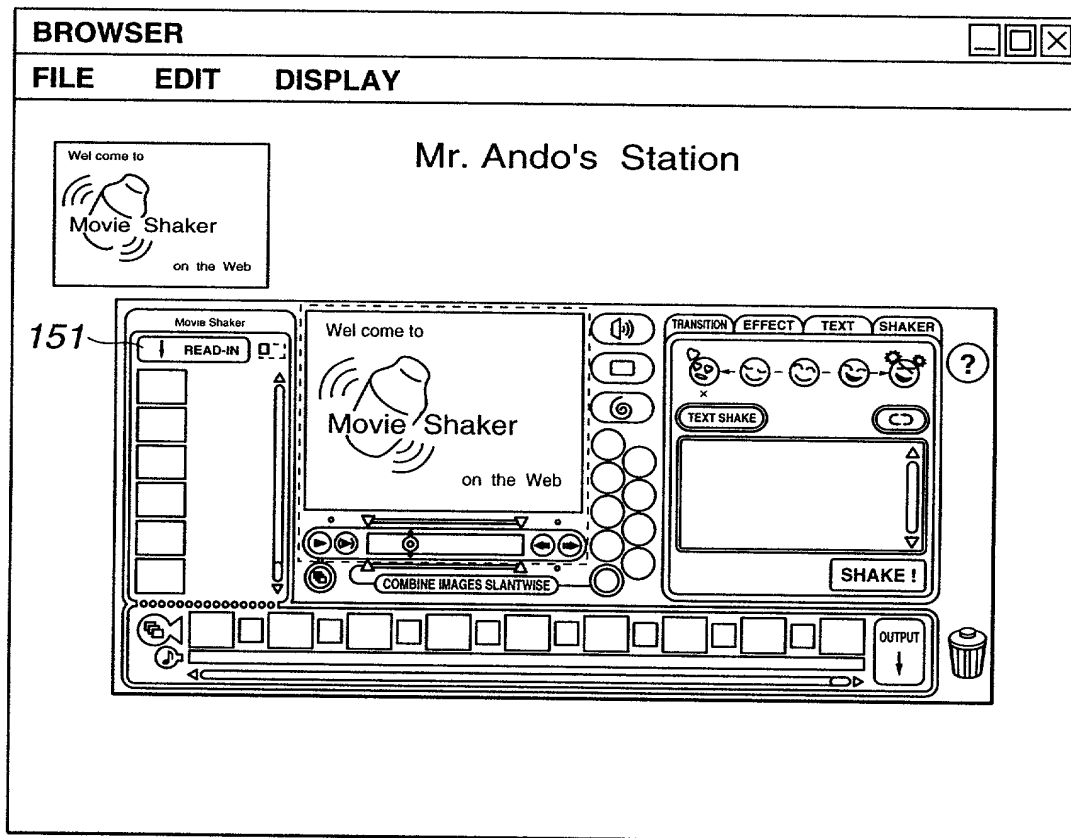 BROWSER
FILE EDIT DISPLAY
Mr. Ando's Station
Wel come to
Movie Shaker
on the Web
151
Movie Shaker
READ-IN
Wel come to
Movie Shaker
on the Web
COMBINE IMAGES SLANTWISE
TRANSITION EFFECT TEXT SHAKER
?
×
TEXT SHAKE
SHAKE !
OUTPUT